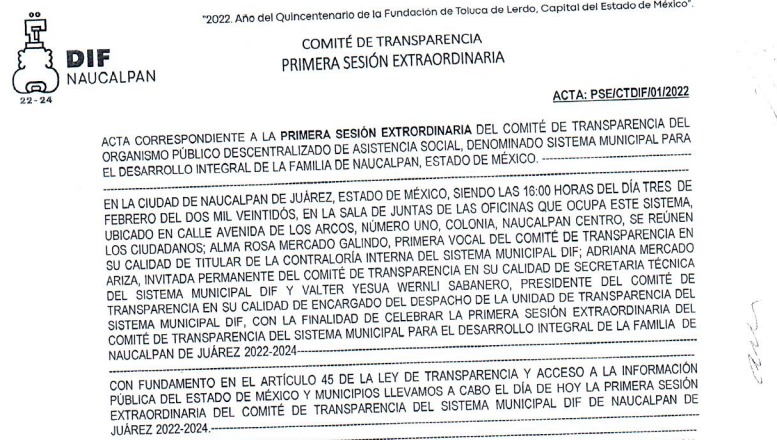 "2022. Año del Quincentenario de la Fundación de Toluca de Lerdo, Capital del Estado de México".
COMITÉ DE TRANSPARENCIA
PRIMERA SESIÓN EXTRAORDINARIA
DIF
NAUCALPAN
22-24
ACTA: PSE/CTDIF/01/2022
ACTA CORRESPONDIENTE A LA PRIMERA SESIÓN EXTRORDINARIA DEL COMITÉ DE TRANSPARENCIA DEL
ORGANISMO PÚBLICO DESCENTRALIZADO DE ASISTENCIA SOCIAL, DENOMINADO SISTEMA MUNICIPAL PARA
EL DESARROLLO INTEGRAL DE LA FAMILIA DE NAUCALPAN, ESTADO DE MÉXICO. ---
EN LA CIUDAD DE NAUCALPAN DE JUÁREZ, ESTADO DE MÉXICO, SIENDO LAS 16:00 HORAS DEL DÍA TRES DE
FEBRERO DEL DOS MIL VEINTIDÓS, EN LA SALA DE JUNTAS DE LAS OFICINAS QUE OCUPA ESTE SISTEMA,
UBICADO EN CALLE AVENIDA DE LOS ARCOS, NÚMERO UNO, COLONIA, NAUCALPAN CENTRO, SE REÚNEN
LOS CIUDADANOS; ALMA ROSA MERCADO GALINDO, PRIMERA VOCAL DEL COMITÉ DE TRANSPARENCIA EN
SU CALIDAD DE TITULAR DE LA CONTRALORÍA INTERNA DEL SISTEMA MUNICIPAL DIF; ADRIANA MERCADO
ARIZA, INVITADA PERMANENTE DEL COMITÉ DE TRANSPARENCIA EN SU CALIDAD DE SECRETARIA TÉCNICA
DEL SISTEMA MUNICIPAL DIF Y VALTER YESUA WERNLI SABANERO, PRESIDENTE DEL COMITÉ DE
TRANSPARENCIA EN SU CALIDAD DE ENCARGADO DEL DESPACHO DE LA UNIDAD DE TRANSPARENCIA DEL
SISTEMA MUNICIPAL DIF, CON LA FINALIDAD DE CELEBRAR LA PRIMERA SESIÓN EXTRAORDINARIA DEL
COMITÉ DE TRANSPARENCIA DEL SISTEMA MUNICIPAL PARA EL DESARROLLO INTEGRAL DE LA FAMILIA DE
NAUCALPAN DE JUÁREZ 2022-2024---
CON FUNDAMENTO EN EL ARTÍCULO 45 DE LA LEY DE TRANSPARENCIA Y ACCESO A LA INFORMACIÓN
PÚBLICA DEL ESTADO DE MÉXICO Y MUNICIPIOS LLEVAMOS A CABO EL DÍA DE HOY LA PRIMERA SESIÓN
EXTRAORDINARIA DEL COMITÉ DE TRANSPARENCIA DEL SISTEMA MUNICIPAL DIF DE NAUCALPAN DE
JUÁREZ 2022-2024.---